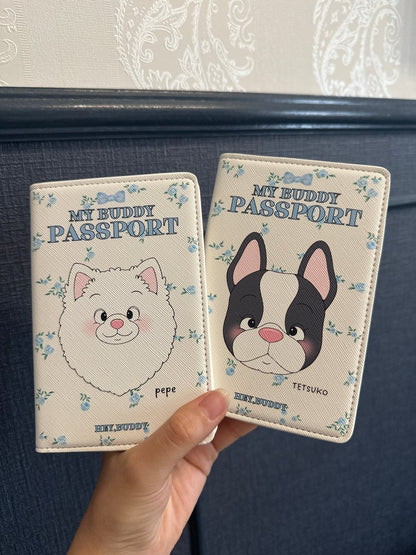 MY BUDDY
PASSPORT
pepe
HEY, BUDDY.
MY BUDDY
PASSPORT
TETSUKO
HEY, BUDDY.